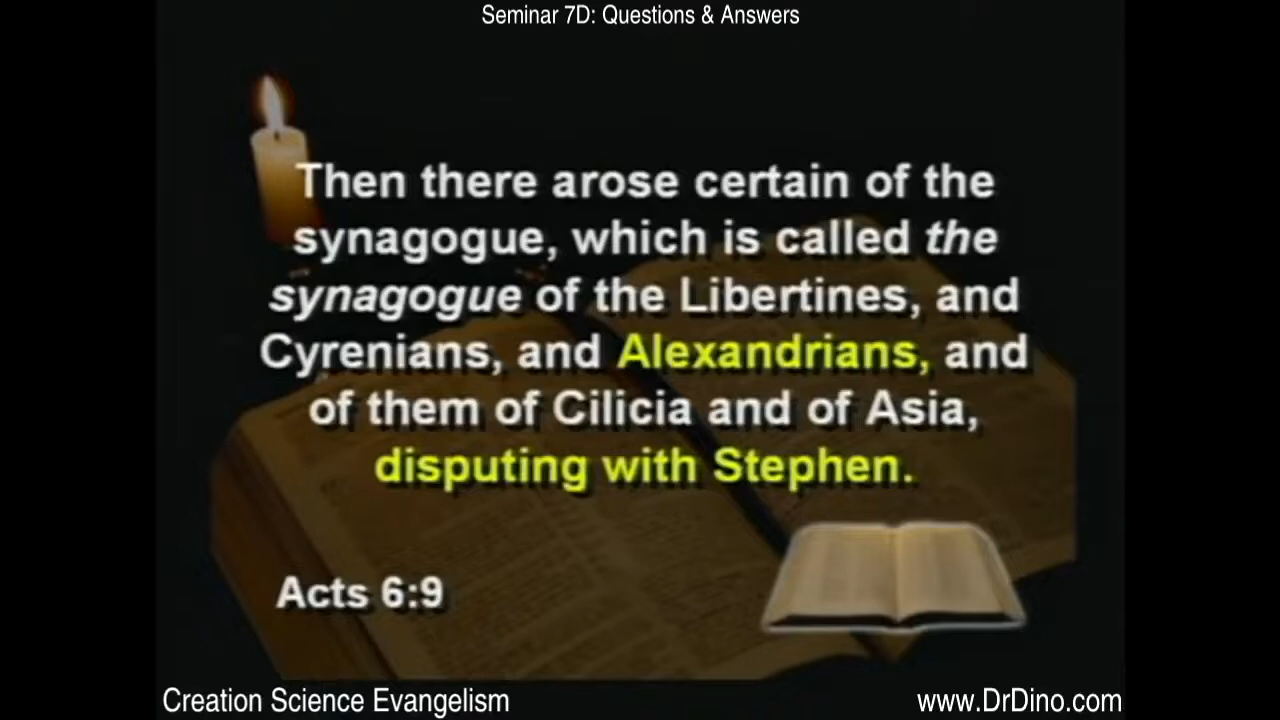 Seminar 7D: Questions & Answers
Then there arose certain of the
synagogue, which is called the
synagogue of the Libertines, and
Cyrenians, and Alexandrians, and
of them of Cilicia and of Asia,
disputing with Stephen.
Acts 6:9
Creation Science Evangelism
www.DrDino.com